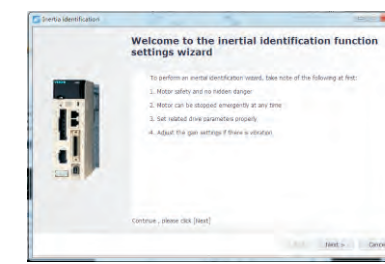 Inertia identification
Welcome to the inertial identification function
settings wizard
To perform an inertial identification wizard, take note of the following at first:
1. Motor safety and no hidden danger
2. Motor can be stopped emergently at any time
3. Set related drive parameters properly
4. Adjust the gain settings if there is vibration.
Continue , please click [Next]
Next >
Cance